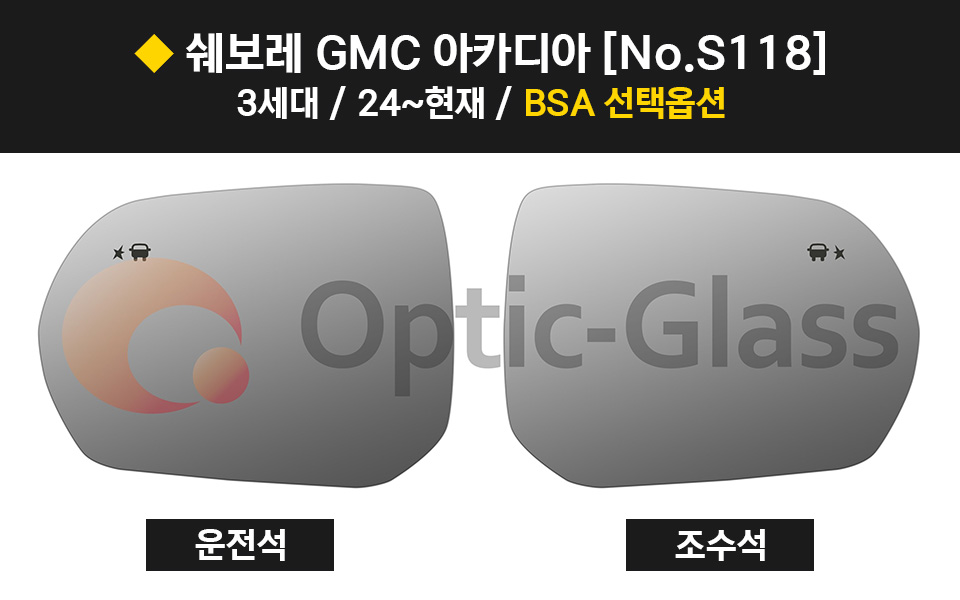 ◆ 쉐보레 GMC 아카디아 [No.S118]
3세대 / 24~현재 / BSA 선택옵션
Optic-Glass
운전석
조수석